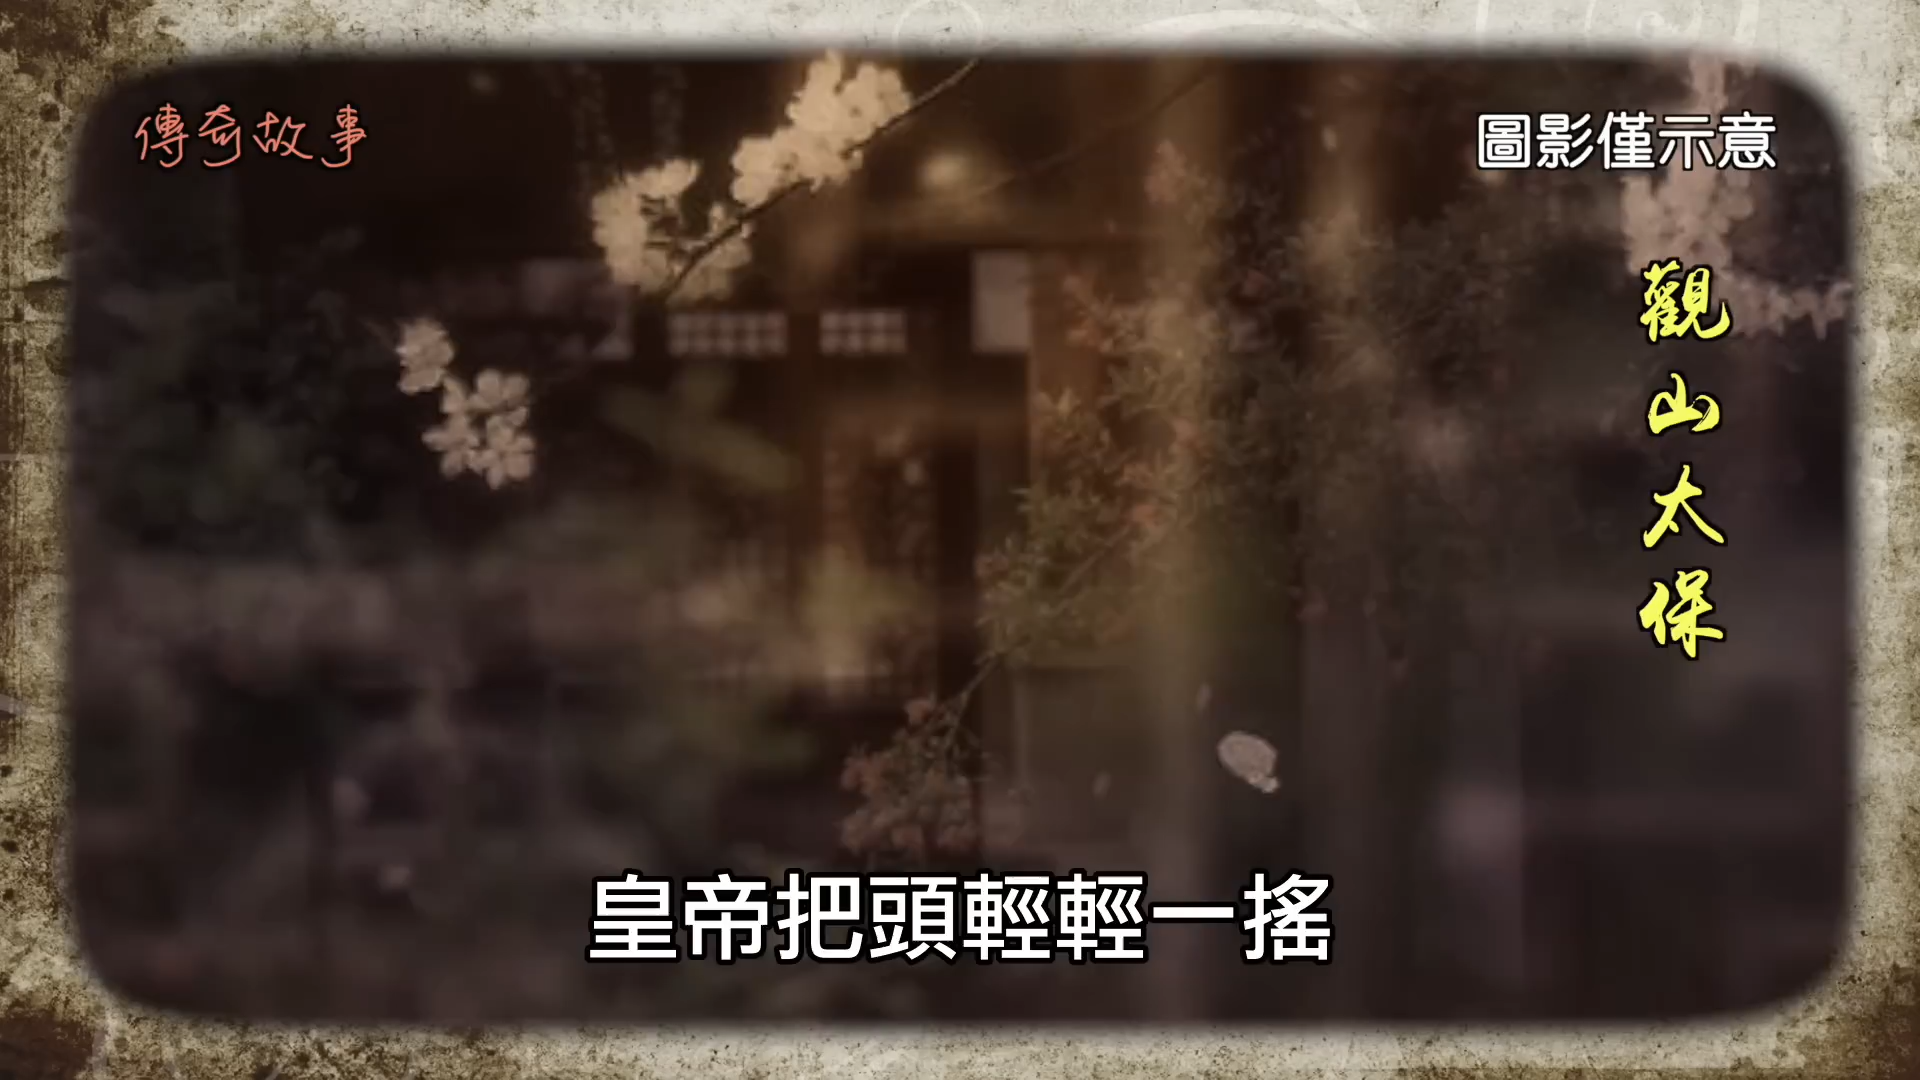 傳奇故事
圖影僅示意
觀山太保
皇帝把頭輕輕一搖